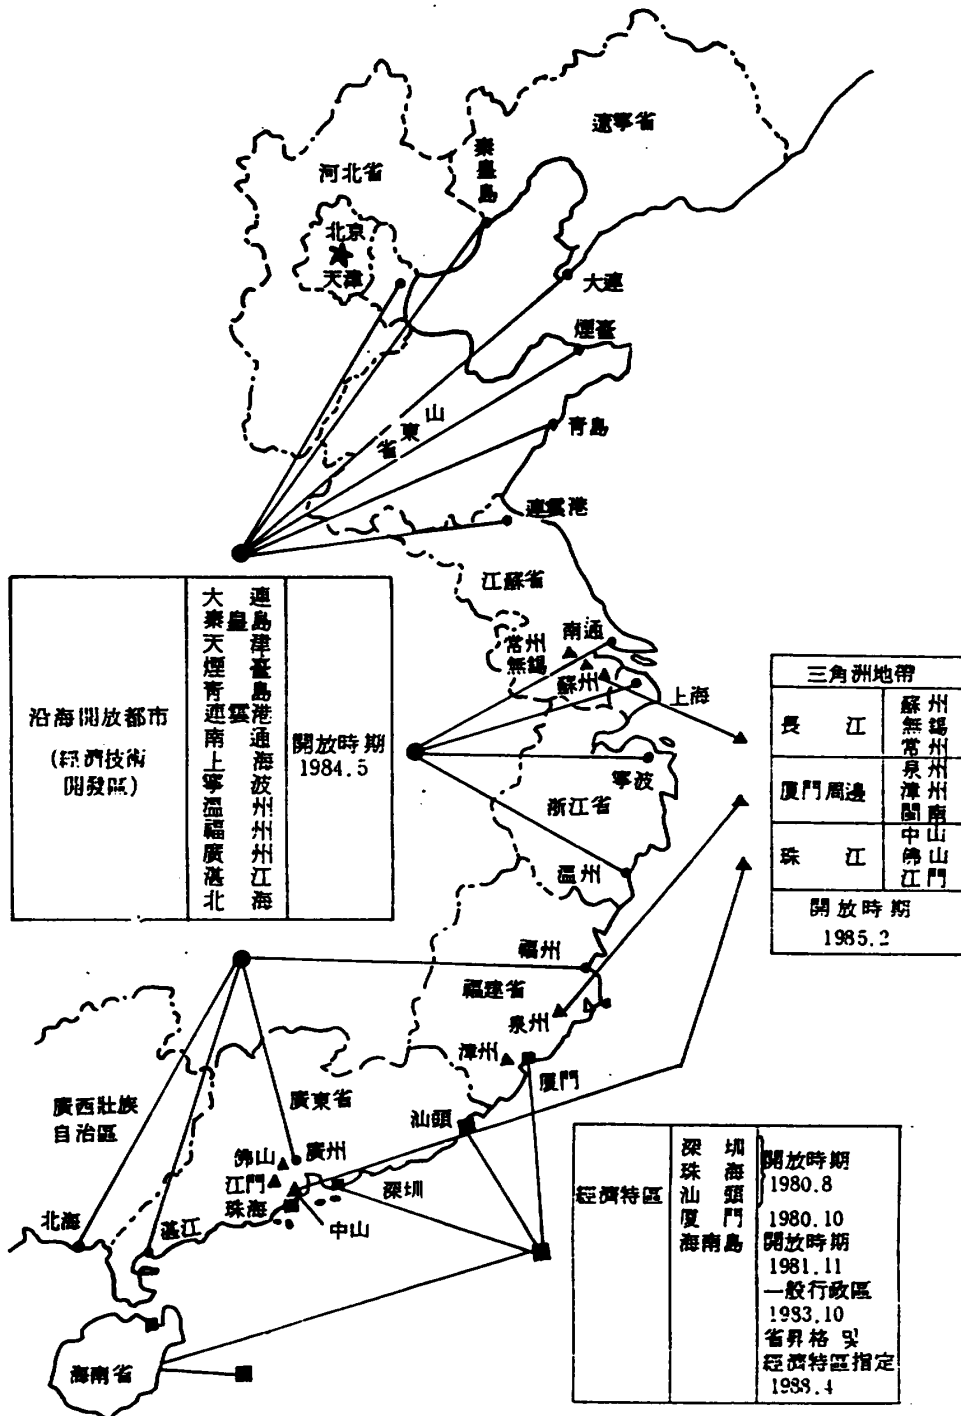 遼寧省
秦皇島
河北省
北京
天津
大連
煙臺
山東省
青島
連雲港
江蘇省
南通
常州
無錫
蘇州
上海
寧波
浙江省
溫州
福州
福建省
泉州
漳州
厦門
廣東省
汕頭
廣西壯族
自治區
廣州
佛山
江門
珠海
深圳
中山
北海
湛江
海南省
沿海開放都市
(經濟技術
開發區)
大連
秦皇島
天津
煙臺
青島
連雲港
南通
上海
寧波
溫州
福州
廣州
湛江
北海
開放時期
1984.5
三角洲地帶
長江
蘇州
無錫
常州
厦門周邊
泉州
漳州
閩南
珠江
中山
佛山
江門
開放時期
1985.2
經濟特區
深圳
珠海
汕頭
厦門
海南島
開放時期
1980.8
1980.10
開放時期
1981.11
一般行政區
1983.10
省昇格 및
經濟特區指定
1988.4